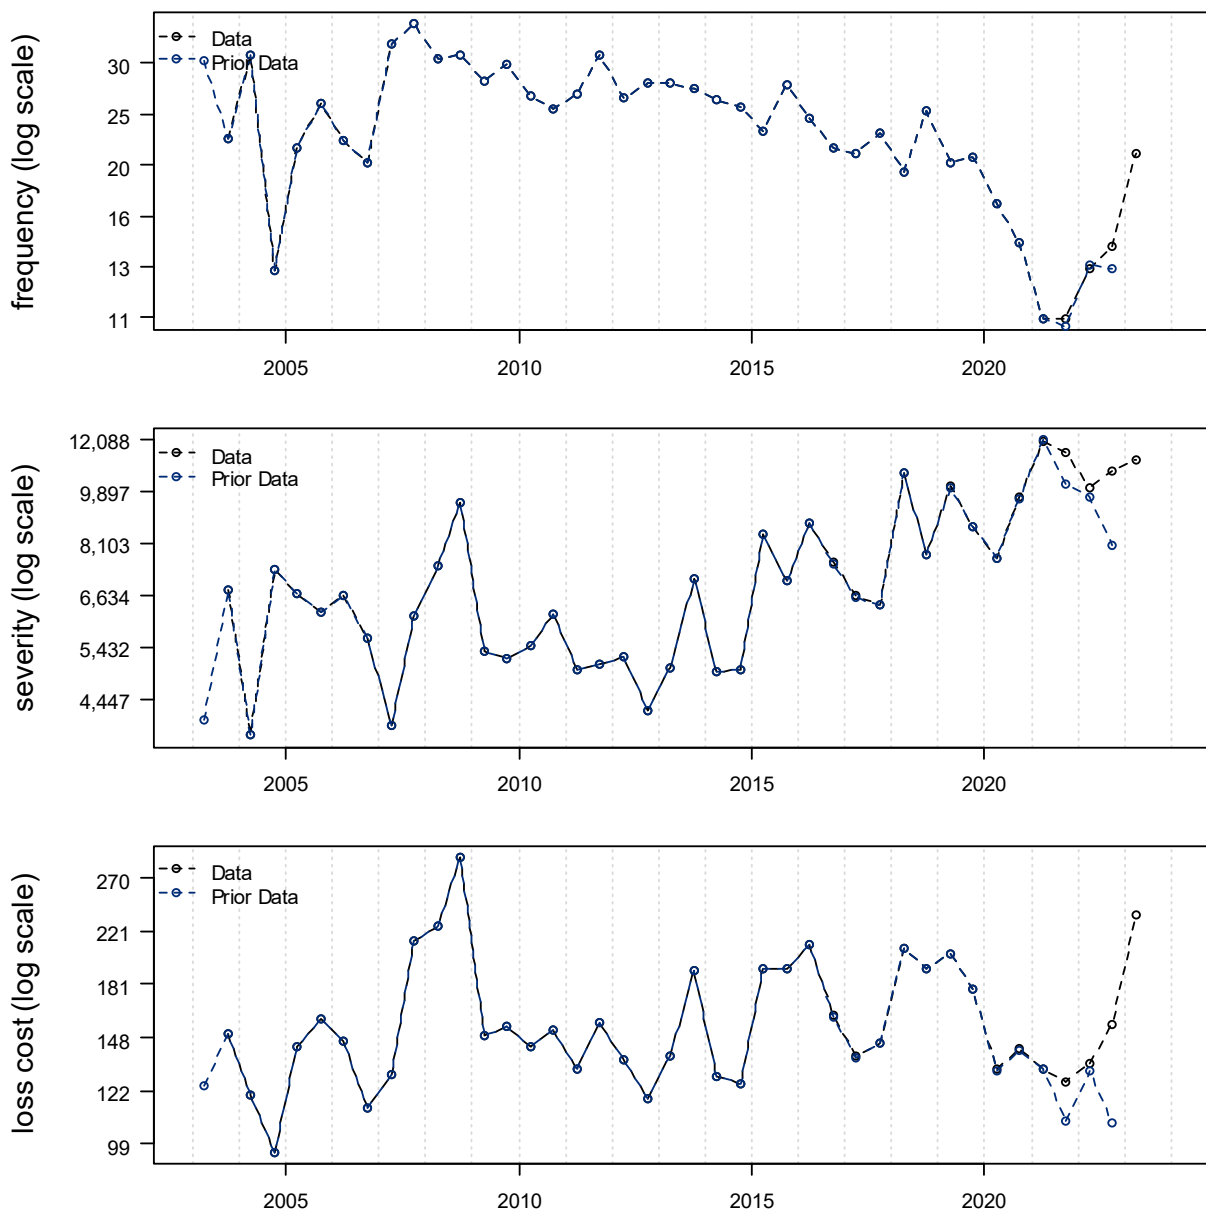 frequency (log scale)
Data
Prior Data
30
25
20
16
13
11
2005 2010 2015 2020
severity (log scale)
Data
Prior Data
12,088
9,897
8,103
6,634
5,432
4,447
2005 2010 2015 2020
loss cost (log scale)
Data
Prior Data
270
221
181
148
122
99
2005 2010 2015 2020